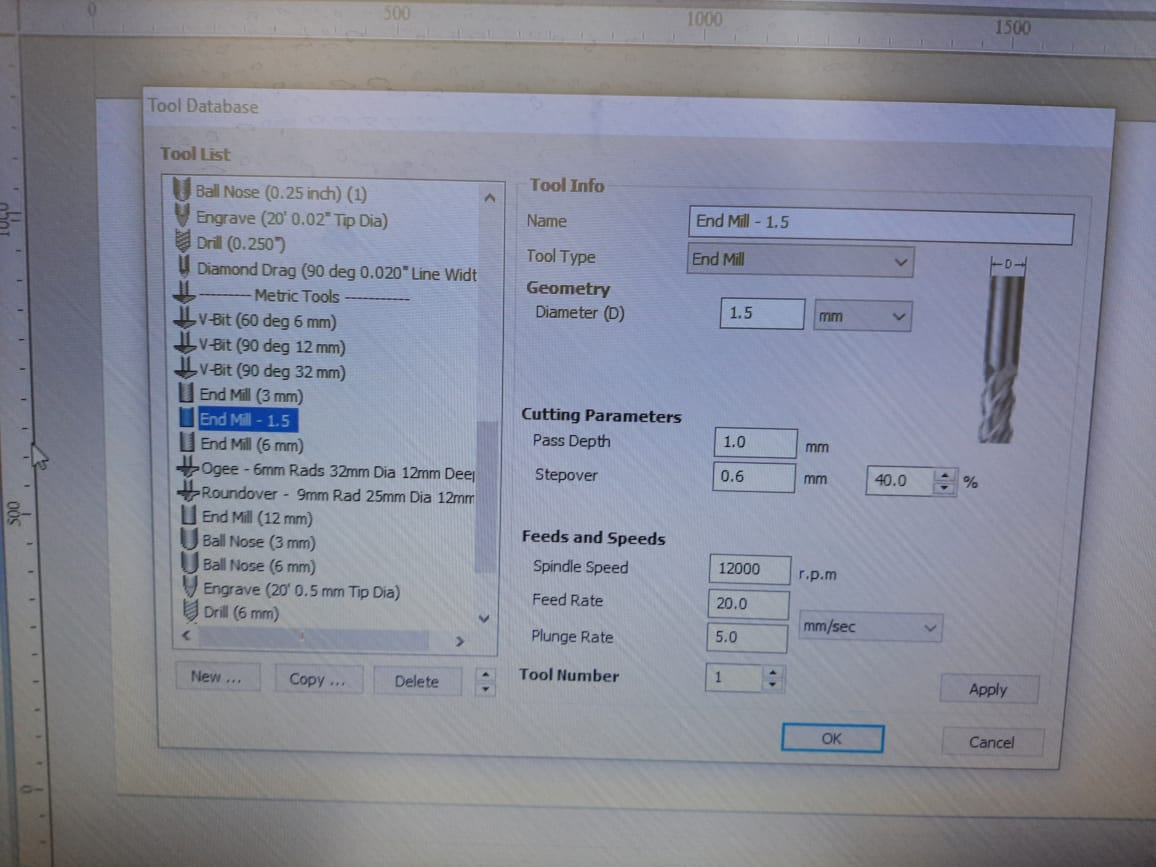 0 500 1000 1500
Tool Database
Tool List
Ball Nose (0.25 inch) (1)
Engrave (20' 0.02" Tip Dia)
Drill (0.250")
Diamond Drag (90 deg 0.020" Line Widt
--------- Metric Tools -----------
V-Bit (60 deg 6 mm)
V-Bit (90 deg 12 mm)
V-Bit (90 deg 32 mm)
End Mill (3 mm)
End Mill - 1.5
End Mill (6 mm)
Ogee - 6mm Rads 32mm Dia 12mm Deep
Roundover - 9mm Rad 25mm Dia 12mm
End Mill (12 mm)
Ball Nose (3 mm)
Ball Nose (6 mm)
Engrave (20' 0.5 mm Tip Dia)
Drill (6 mm)
New ... Copy ... Delete
Tool Info
Name End Mill - 1.5
Tool Type End Mill
Geometry
Diameter (D) 1.5 mm
D
Cutting Parameters
Pass Depth 1.0 mm
Stepover 0.6 mm 40.0 %
Feeds and Speeds
Spindle Speed 12000 r.p.m
Feed Rate 20.0
mm/sec
Plunge Rate 5.0
Tool Number 1
Apply
OK Cancel
1000
500
0